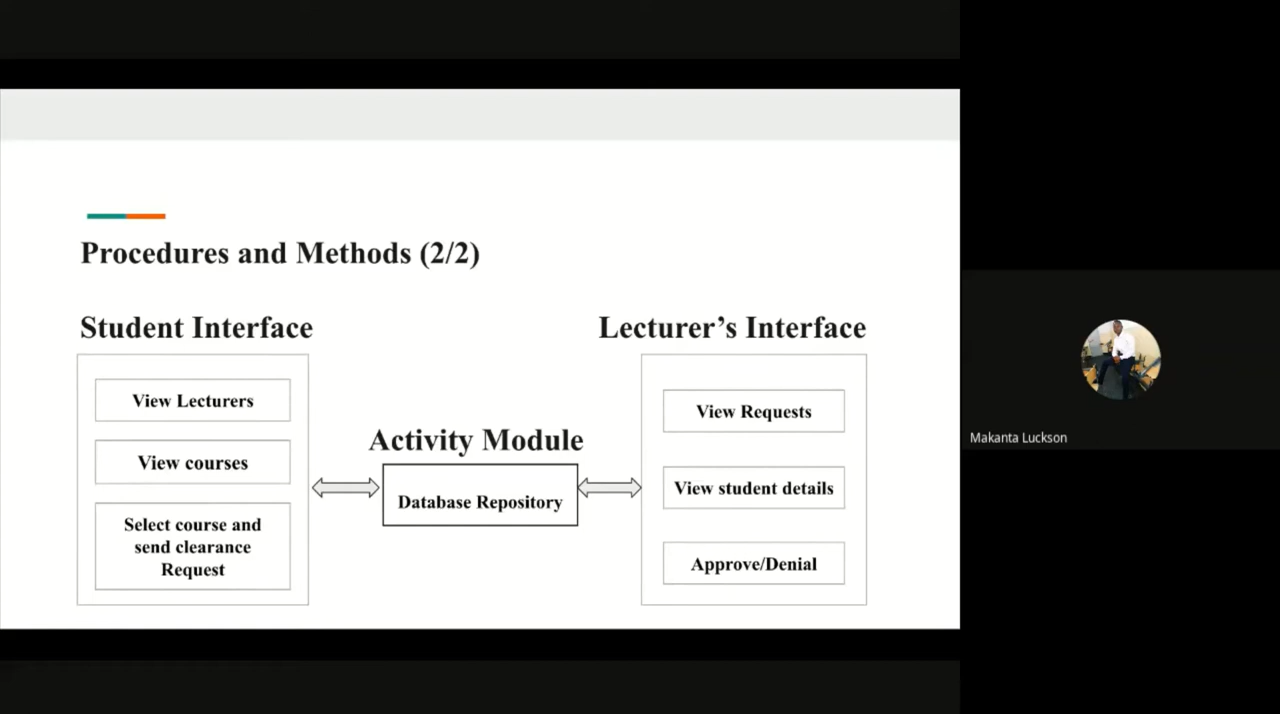 Procedures and Methods (2/2)
Student Interface
View Lecturers
View courses
Select course and
send clearance
Request
Activity Module
Database Repository
Lecturer’s Interface
View Requests
View student details
Approve/Denial
Makanta Luckson